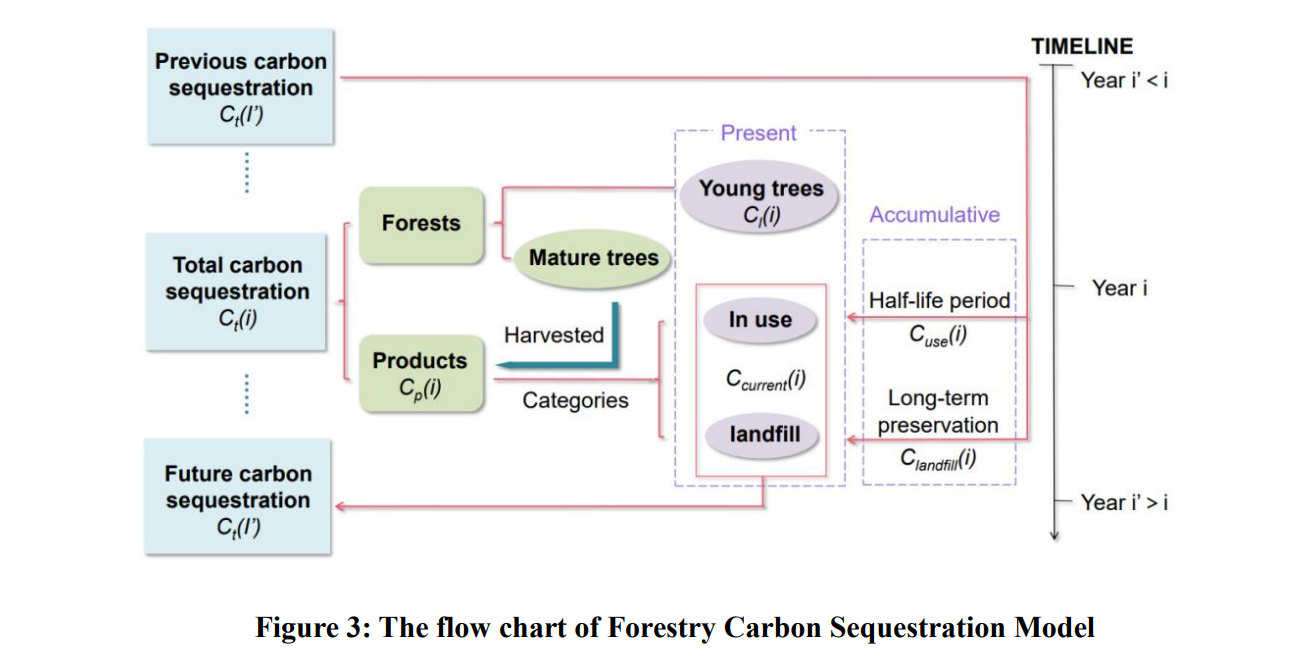 Previous carbon
sequestration
Ct(I’)
TIMELINE
Year i’ < i
Present
Young trees
Cl(i)
Accumulative
Forests
Mature trees
Total carbon
sequestration
Ct(i)
Year i
Half-life period
Cuse(i)
In use
Harvested
Products
Cp(i)
Ccurrent(i)
Categories
Long-term
preservation
Clandfill(i)
landfill
Future carbon
sequestration
Ct(I’)
Year i’ > i
Figure 3: The flow chart of Forestry Carbon Sequestration Model